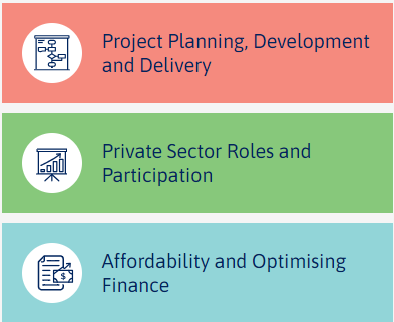 Project Planning, Development
and Delivery
Private Sector Roles and
Participation
Affordability and Optimising
Finance
$